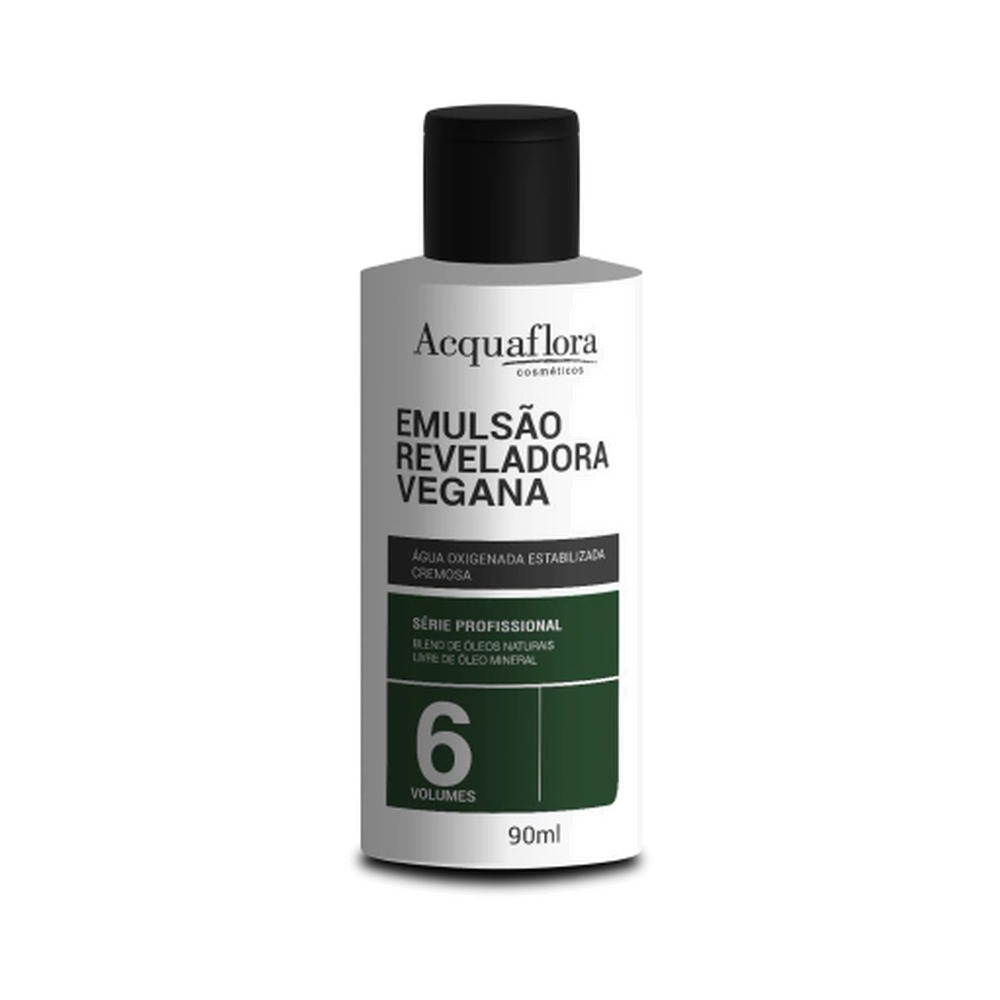 Acquaflora
cosméticos
EMULSÃO
REVELADORA
VEGANA
ÁGUA OXIGENADA ESTABILIZADA
CREMOSA
SÉRIE PROFISSIONAL
BLEND DE ÓLEOS NATURAIS
LIVRE DE ÓLEO MINERAL
6
VOLUMES
90ml